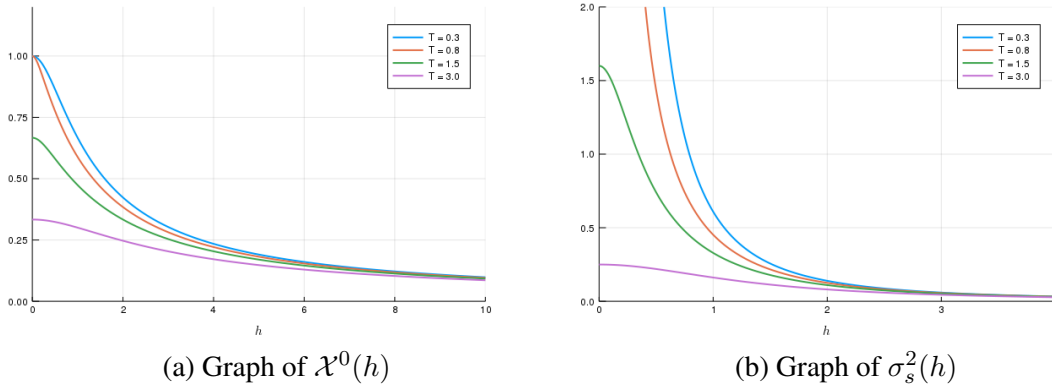 1.00
0.75
0.50
0.25
0.00
0
2
4
6
8
10
h
T = 0.3
T = 0.8
T = 1.5
T = 3.0
(a) Graph of 𝒳⁰(h)
2.0
1.5
1.0
0.5
0.0
0
1
2
3
h
T = 0.3
T = 0.8
T = 1.5
T = 3.0
(b) Graph of σₛ²(h)